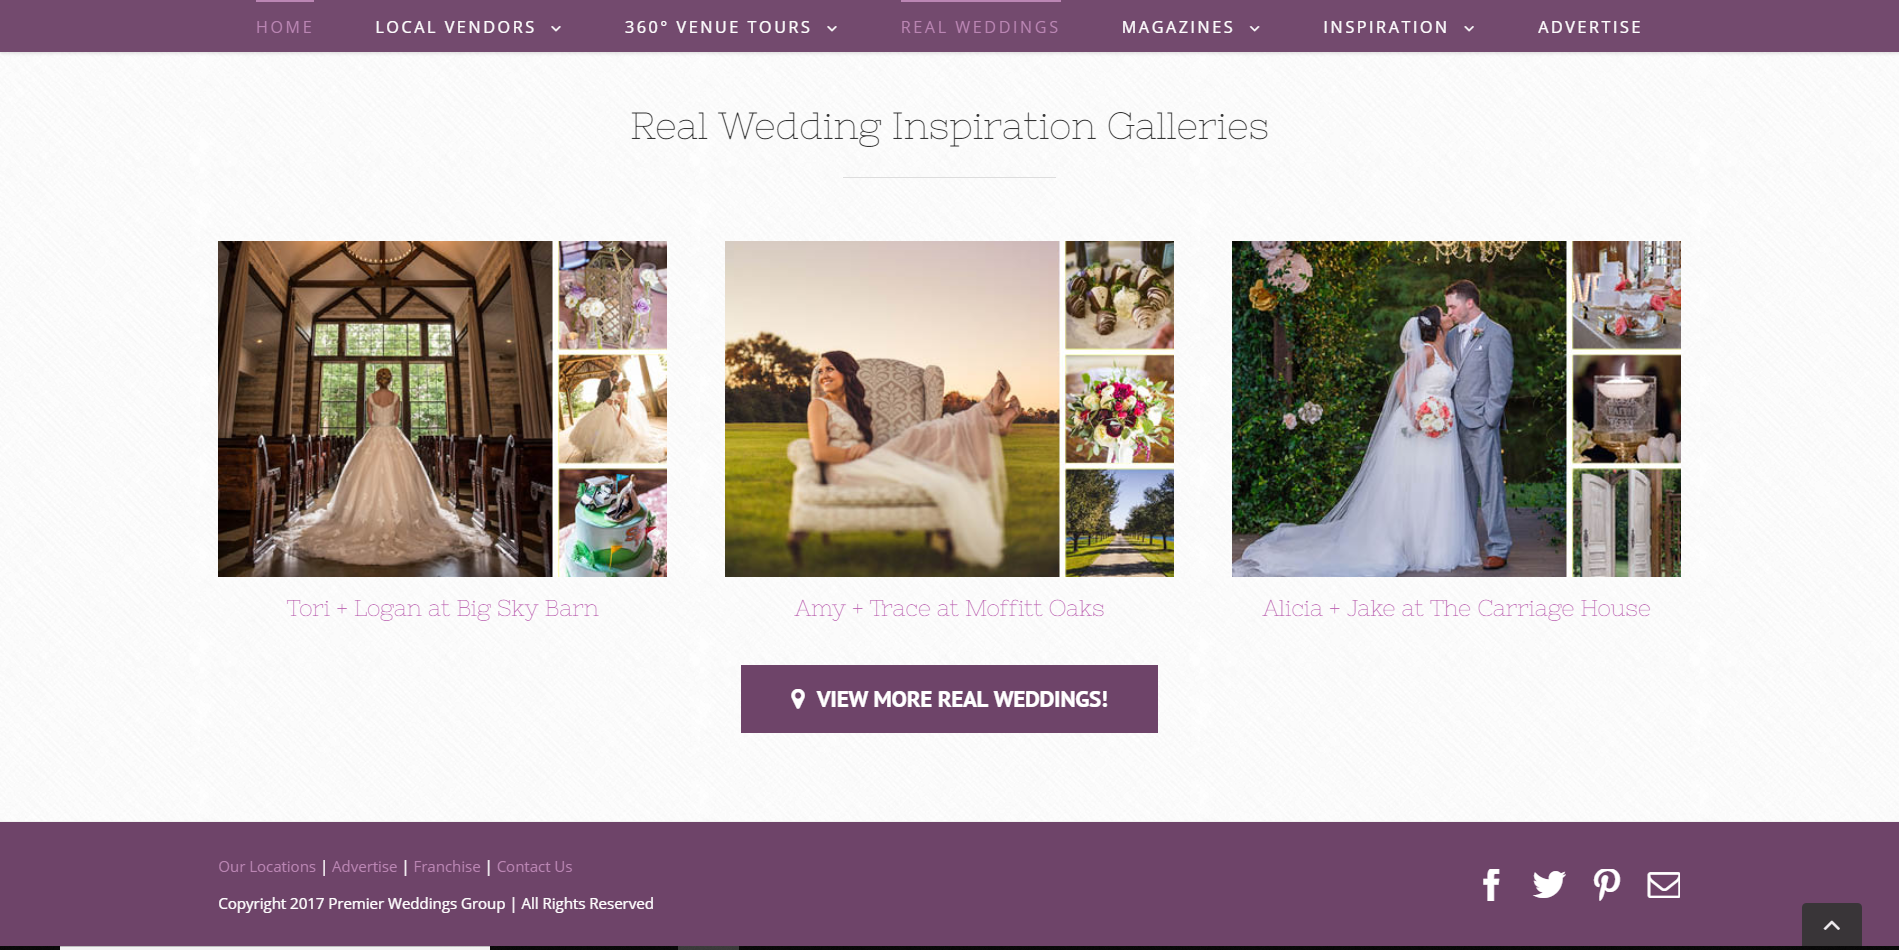 HOME LOCAL VENDORS 360° VENUE TOURS REAL WEDDINGS MAGAZINES INSPIRATION ADVERTISE
Real Wedding Inspiration Galleries
Tori + Logan at Big Sky Barn
Amy + Trace at Moffitt Oaks
Alicia + Jake at The Carriage House
VIEW MORE REAL WEDDINGS!
Our Locations | Advertise | Franchise | Contact Us
Copyright 2017 Premier Weddings Group | All Rights Reserved